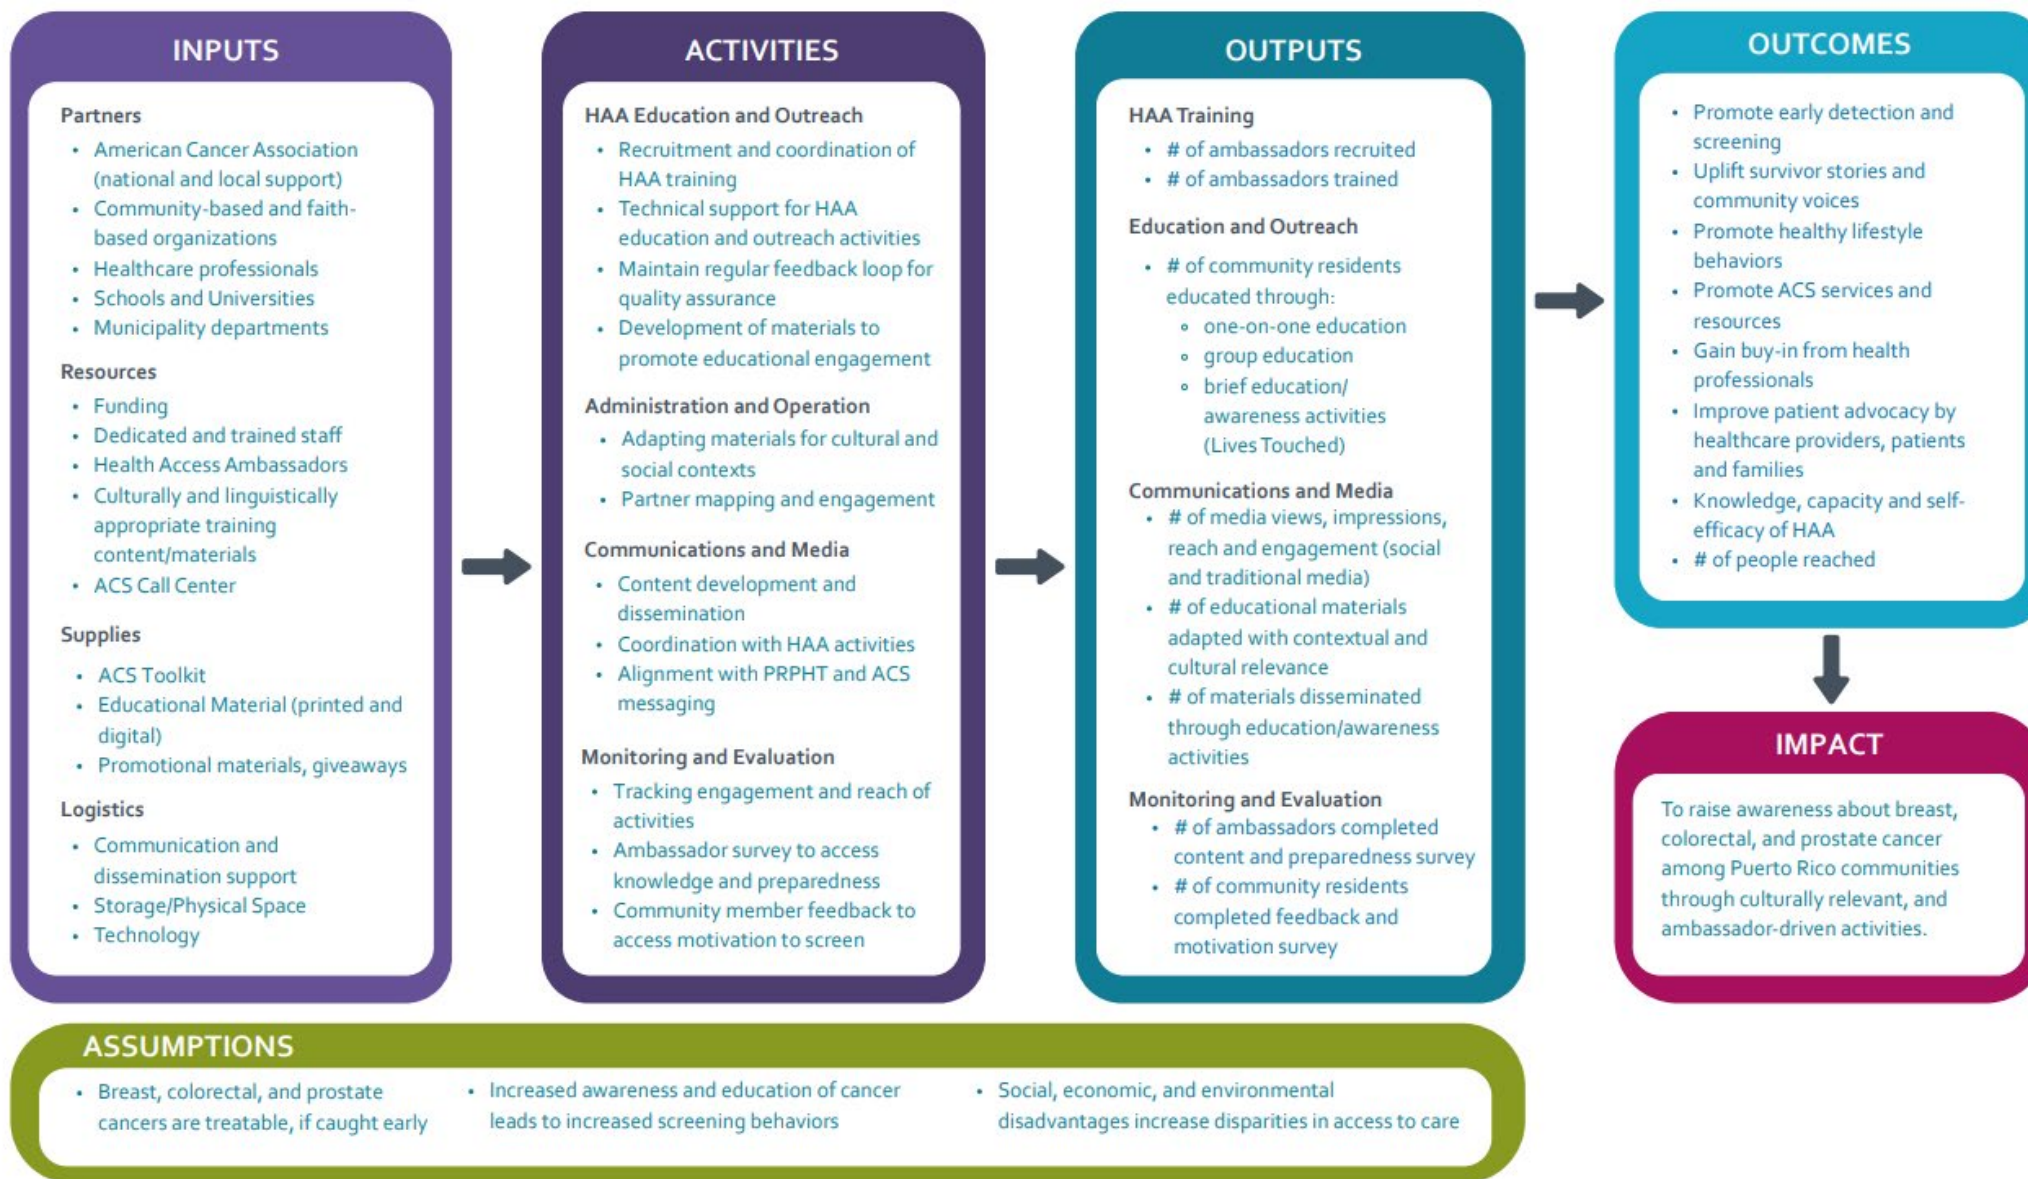 INPUTS
Partners
• American Cancer Association
(national and local support)
• Community-based and faith-
based organizations
• Healthcare professionals
• Schools and Universities
• Municipality departments
Resources
• Funding
• Dedicated and trained staff
• Health Access Ambassadors
• Culturally and linguistically
appropriate training
content/materials
• ACS Call Center
Supplies
• ACS Toolkit
• Educational Material (printed and
digital)
• Promotional materials, giveaways
Logistics
• Communication and
dissemination support
• Storage/Physical Space
• Technology
ACTIVITIES
HAA Education and Outreach
• Recruitment and coordination of
HAA training
• Technical support for HAA
education and outreach activities
• Maintain regular feedback loop for
quality assurance
• Development of materials to
promote educational engagement
Administration and Operation
• Adapting materials for cultural and
social contexts
• Partner mapping and engagement
Communications and Media
• Content development and
dissemination
• Coordination with HAA activities
• Alignment with PRPHT and ACS
messaging
Monitoring and Evaluation
• Tracking engagement and reach of
activities
• Ambassador survey to access
knowledge and preparedness
• Community member feedback to
access motivation to screen
OUTPUTS
HAA Training
• # of ambassadors recruited
• # of ambassadors trained
Education and Outreach
• # of community residents
educated through:
∘ one-on-one education
∘ group education
∘ brief education/
awareness activities
(Lives Touched)
Communications and Media
• # of media views, impressions,
reach and engagement (social
and traditional media)
• # of educational materials
adapted with contextual and
cultural relevance
• # of materials disseminated
through education/awareness
activities
Monitoring and Evaluation
• # of ambassadors completed
content and preparedness survey
• # of community residents
completed feedback and
motivation survey
OUTCOMES
• Promote early detection and
screening
• Uplift survivor stories and
community voices
• Promote healthy lifestyle
behaviors
• Promote ACS services and
resources
• Gain buy-in from health
professionals
• Improve patient advocacy by
healthcare providers, patients
and families
• Knowledge, capacity and self-
efficacy of HAA
• # of people reached
IMPACT
To raise awareness about breast,
colorectal, and prostate cancer
among Puerto Rico communities
through culturally relevant, and
ambassador-driven activities.
ASSUMPTIONS
• Breast, colorectal, and prostate
cancers are treatable, if caught early
• Increased awareness and education of cancer
leads to increased screening behaviors
• Social, economic, and environmental
disadvantages increase disparities in access to care